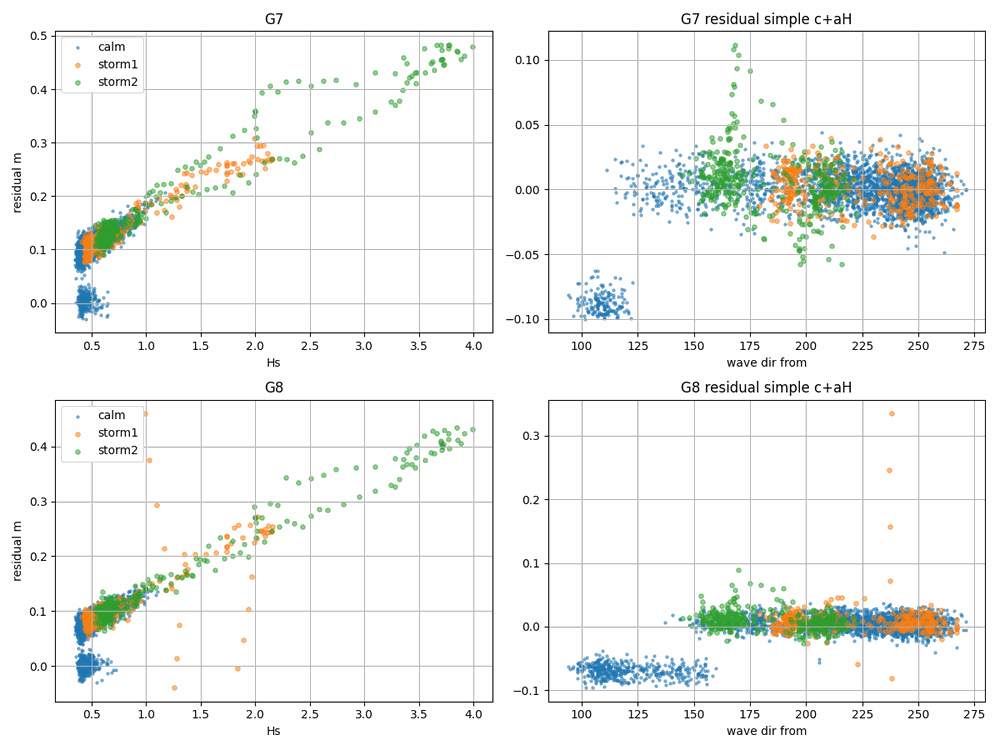 G7
0.5
0.4
0.3
0.2
0.1
0.0
residual m
calm
storm1
storm2
0.5 1.0 1.5 2.0 2.5 3.0 3.5 4.0
Hs
G7 residual simple c+aH
0.10
0.05
0.00
−0.05
−0.10
100 125 150 175 200 225 250 275
wave dir from
G8
0.4
0.3
0.2
0.1
0.0
residual m
calm
storm1
storm2
0.5 1.0 1.5 2.0 2.5 3.0 3.5 4.0
Hs
G8 residual simple c+aH
0.3
0.2
0.1
0.0
−0.1
100 125 150 175 200 225 250 275
wave dir from